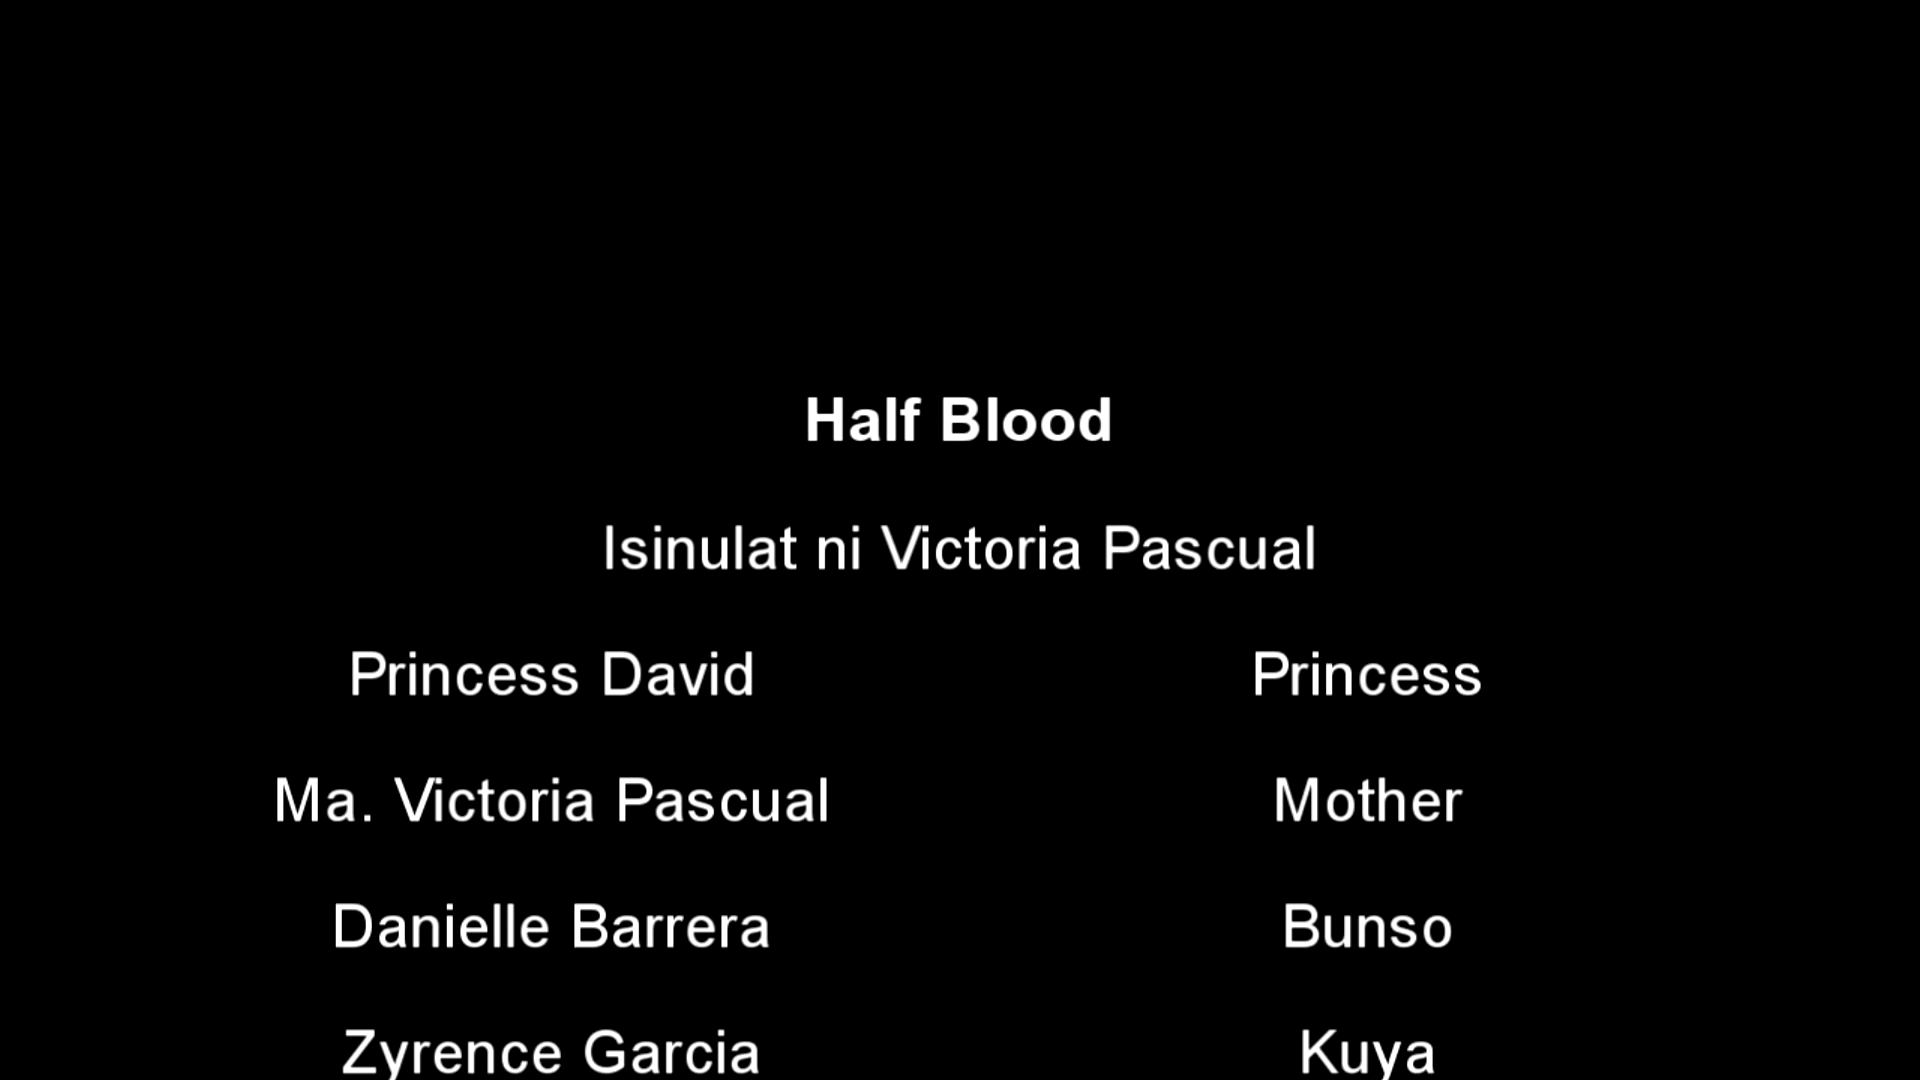 Half Blood
Isinulat ni Victoria Pascual
Princess David Princess
Ma. Victoria Pascual Mother
Danielle Barrera Bunso
Zyrence Garcia Kuya